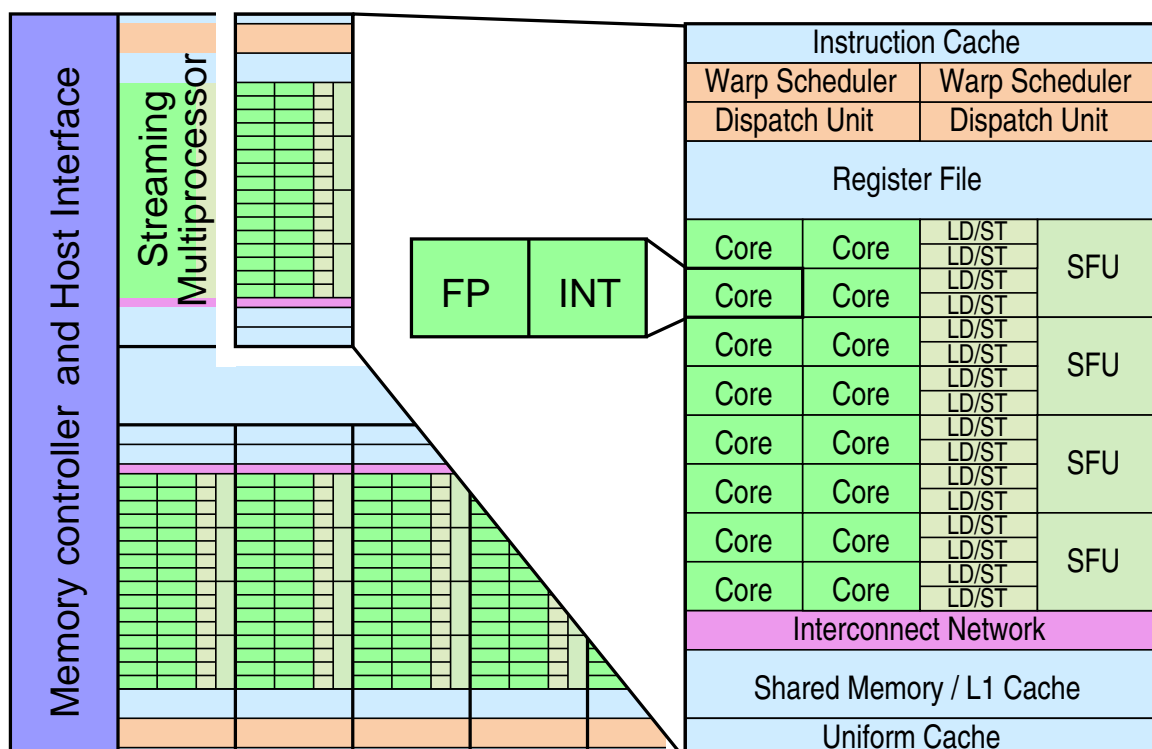 Memory controller and Host Interface
Streaming
Multiprocessor
FP INT
Instruction Cache
Warp Scheduler Warp Scheduler
Dispatch Unit Dispatch Unit
Register File
Core Core LD/ST
LD/ST
SFU
Core Core LD/ST
LD/ST
Core Core LD/ST
LD/ST
SFU
Core Core LD/ST
LD/ST
Core Core LD/ST
LD/ST
SFU
Core Core LD/ST
LD/ST
Core Core LD/ST
LD/ST
SFU
Core Core LD/ST
LD/ST
Interconnect Network
Shared Memory / L1 Cache
Uniform Cache